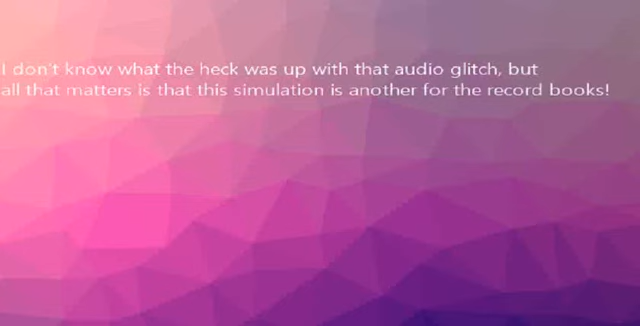 I don't know what the heck was up with that audio glitch, but
all that matters is that this simulation is another for the record books!